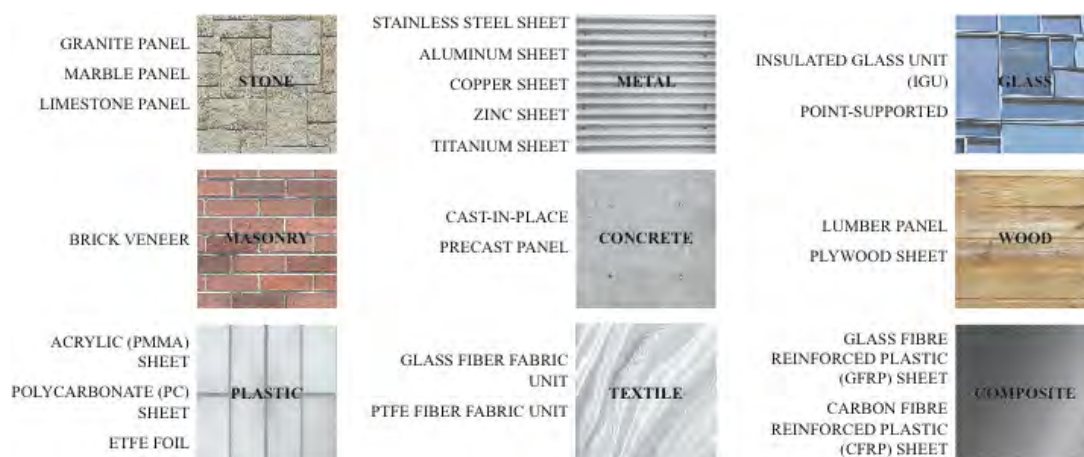 GRANITE PANEL
MARBLE PANEL
LIMESTONE PANEL
STONE
STAINLESS STEEL SHEET
ALUMINUM SHEET
COPPER SHEET
ZINC SHEET
TITANIUM SHEET
METAL
INSULATED GLASS UNIT
(IGU)
POINT-SUPPORTED
GLASS
BRICK VENEER
MASONRY
CAST-IN-PLACE
PRECAST PANEL
CONCRETE
LUMBER PANEL
PLYWOOD SHEET
WOOD
ACRYLIC (PMMA)
SHEET
POLYCARBONATE (PC)
SHEET
ETFE FOIL
PLASTIC
GLASS FIBER FABRIC
UNIT
PTFE FIBER FABRIC UNIT
TEXTILE
GLASS FIBRE
REINFORCED PLASTIC
(GFRP) SHEET
CARBON FIBRE
REINFORCED PLASTIC
(CFRP) SHEET
COMPOSITE